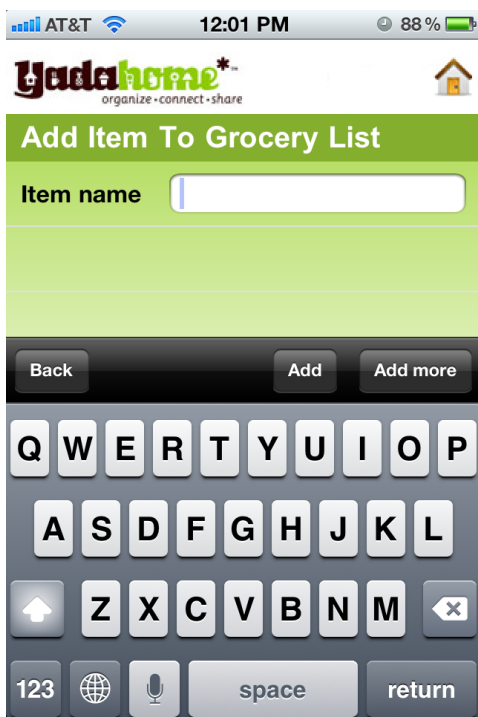 AT&T 12:01 PM 88%
Yadahome*™
organize•connect•share
Add Item To Grocery List
Item name
Back Add Add more
Q W E R T Y U I O P
A S D F G H J K L
Z X C V B N M
123 space return